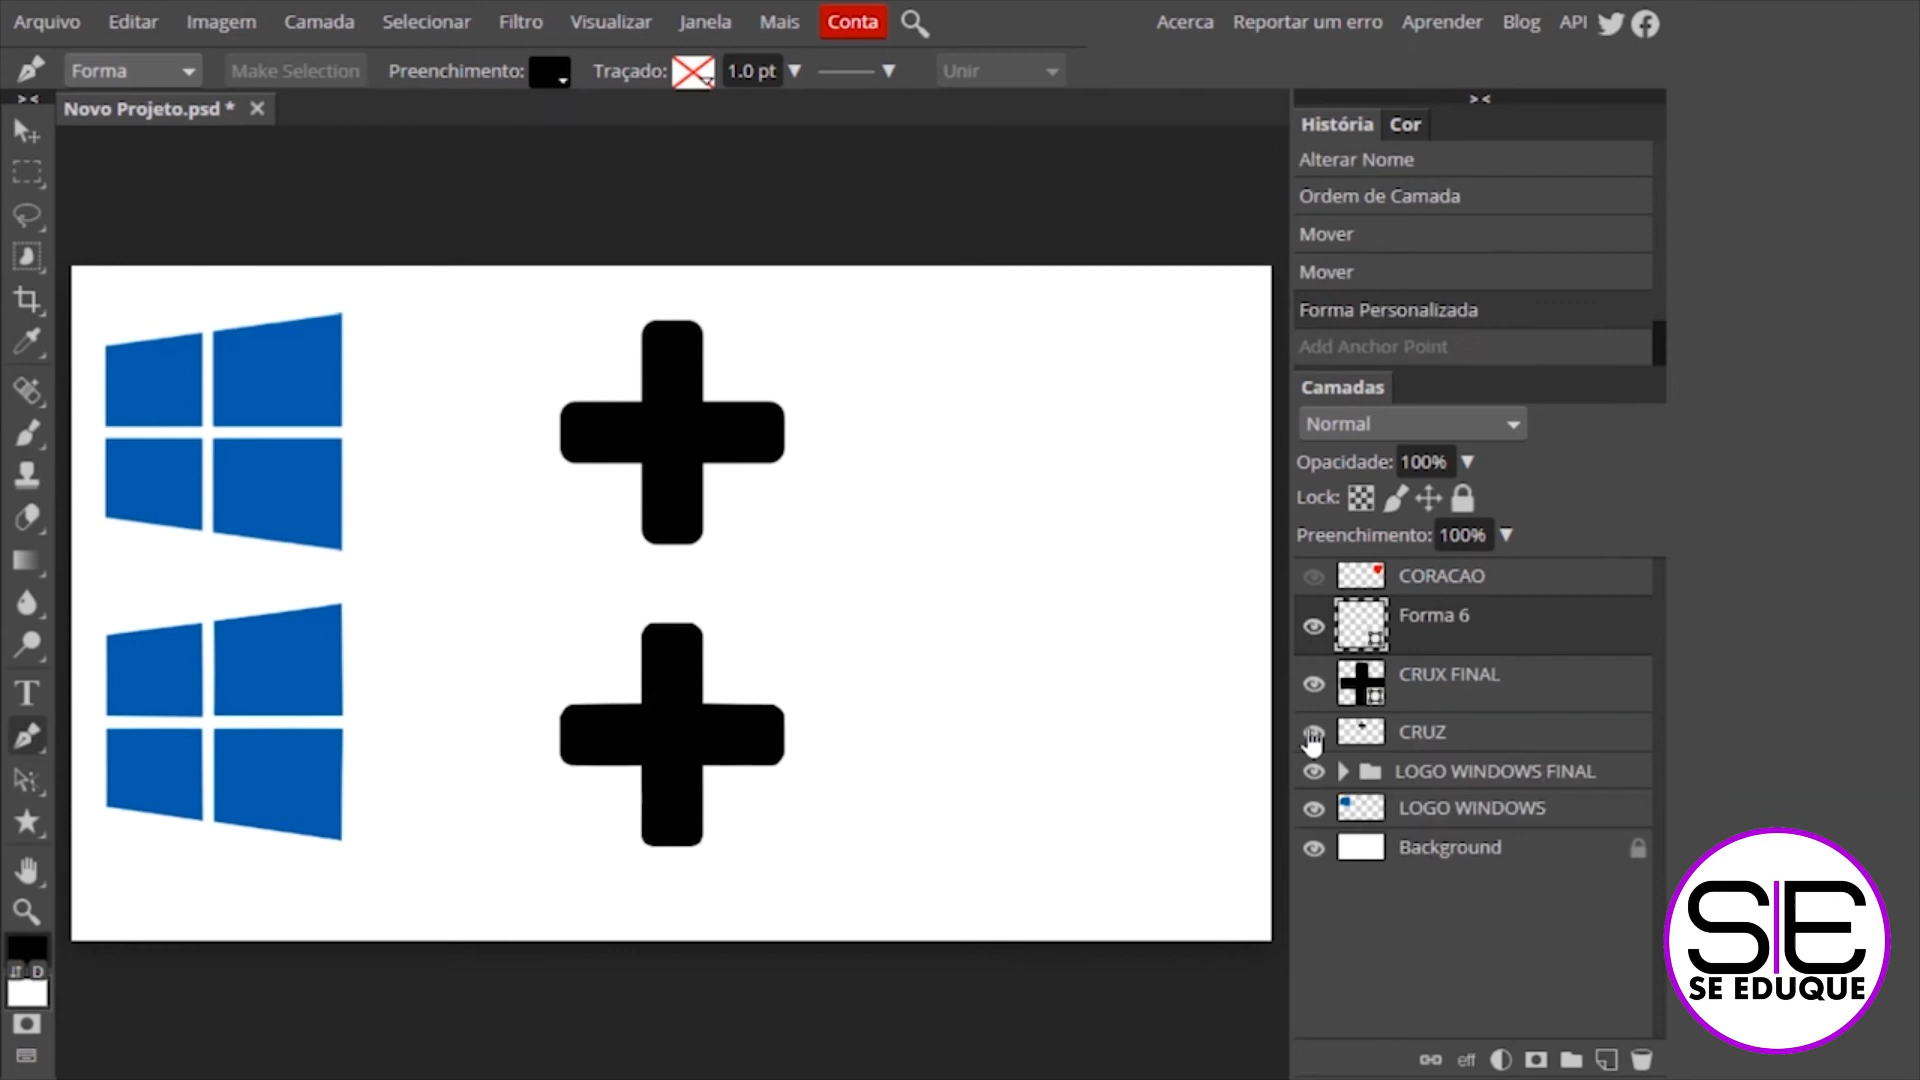 Arquivo Editar Imagem Camada Selecionar Filtro Visualizar Janela Mais Conta Acerca Reportar um erro Aprender Blog API
Forma Make Selection Preenchimento: Traçado: 1.0 pt Unir
Novo Projeto.psd *
História Cor
Alterar Nome
Ordem de Camada
Mover
Mover
Forma Personalizada
Add Anchor Point
Camadas
Normal
Opacidade: 100%
Lock:
Preenchimento: 100%
CORACAO
Forma 6
CRUX FINAL
CRUZ
LOGO WINDOWS FINAL
LOGO WINDOWS
Background
D
eff
SE
SE EDUQUE